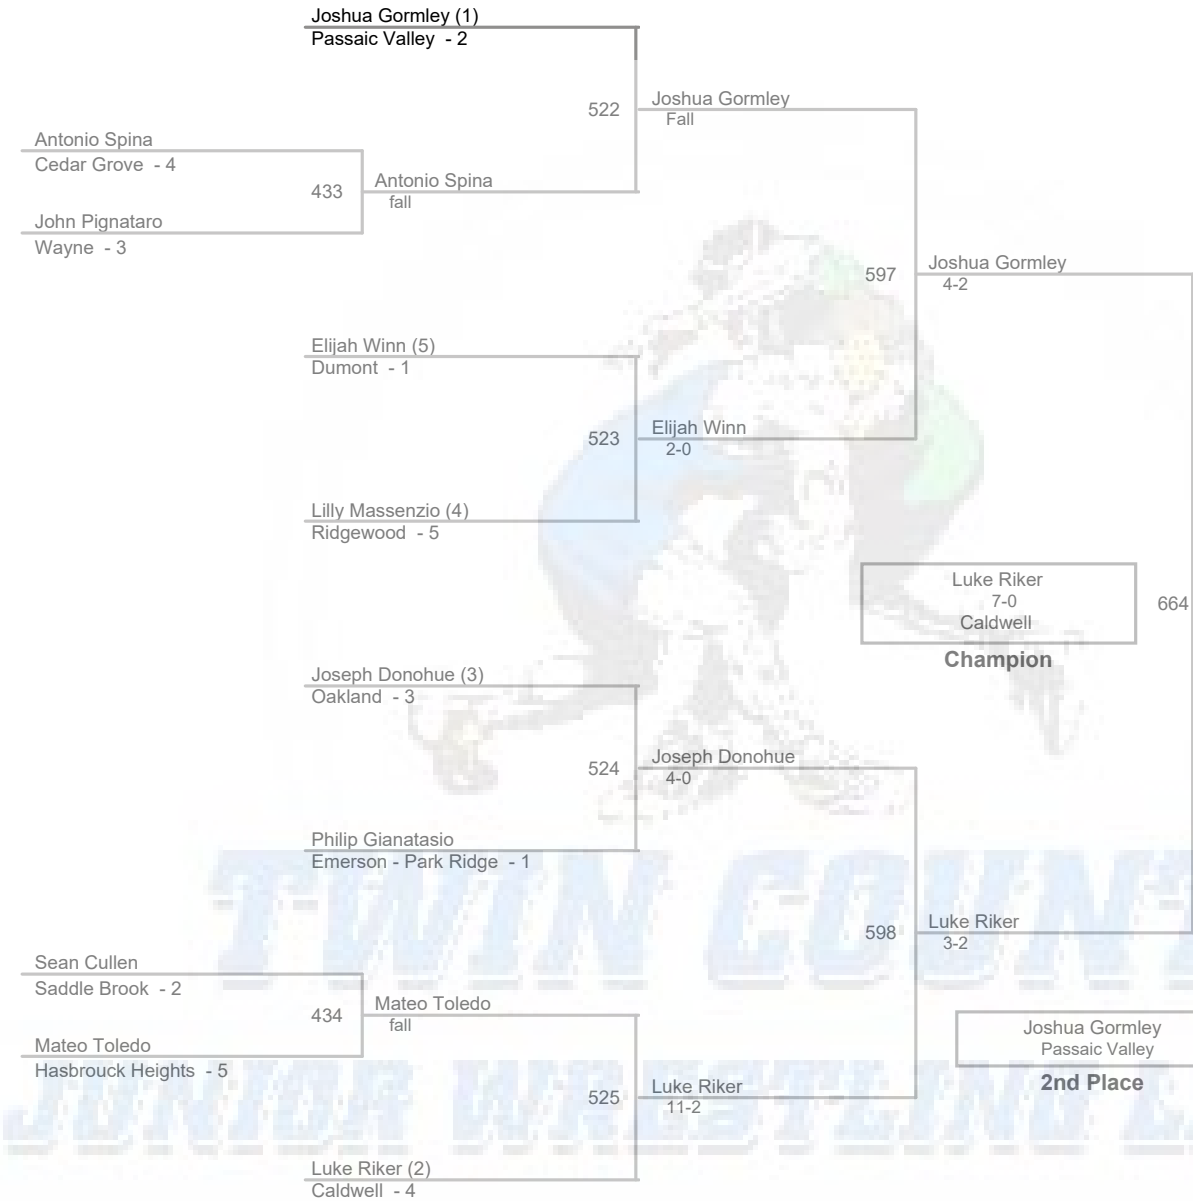 Joshua Gormley (1)
Passaic Valley - 2
522
Joshua Gormley
Fall
Antonio Spina
Cedar Grove - 4
433
Antonio Spina
fall
John Pignataro
Wayne - 3
597
Joshua Gormley
4-2
Elijah Winn (5)
Dumont - 1
523
Elijah Winn
2-0
Lilly Massenzio (4)
Ridgewood - 5
Luke Riker
7-0
Caldwell
664
Champion
Joseph Donohue (3)
Oakland - 3
524
Joseph Donohue
4-0
Philip Gianatasio
Emerson - Park Ridge - 1
TWIN COUNT
598
Luke Riker
3-2
Sean Cullen
Saddle Brook - 2
434
Mateo Toledo
fall
Mateo Toledo
Hasbrouck Heights - 5
Joshua Gormley
Passaic Valley
2nd Place
JUNIOR WRESTLING L
525
Luke Riker
11-2
Luke Riker (2)
Caldwell - 4